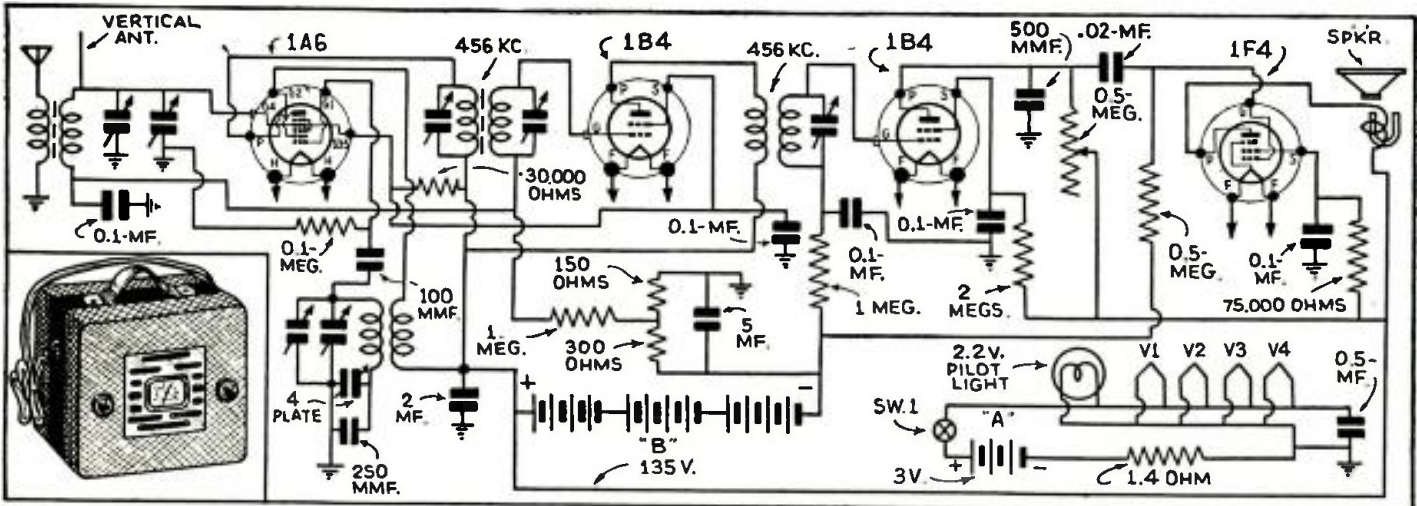 VERTICAL
ANT.
1A6
456 KC.
1B4
456 KC.
1B4
500
MMF.
.02-MF.
1F4
SPKR.
0.5-
MEG.
G4
G2
G1
P
G35
H
H
P
S
G
F
F
P
S
G
F
F
G
P
S
F
F
30,000
OHMS
0.1-MF.
0.1-
MEG.
0.1-MF.
0.1-
MF.
0.1-MF.
0.5-
MEG.
0.1-
MF.
100
MMF.
150
OHMS
1 MEG.
2
MEGS.
75,000 OHMS
1-
MEG.
300
OHMS
5
MF.
4
PLATE
2
MF.
+
-
"B"
135 V.
250
MMF.
2.2 V.
PILOT
LIGHT
V1
V2
V3
V4
0.5-
MF.
SW.1
"A"
+
-
3V.
1.4 OHM